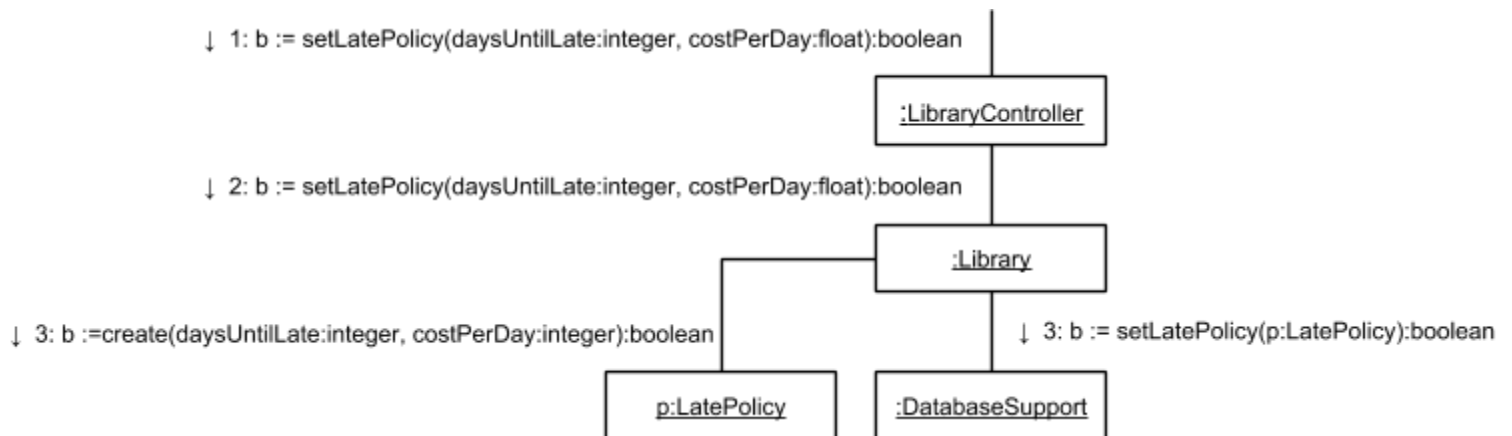 ↓ 1: b := setLatePolicy(daysUntilLate:integer, costPerDay:float):boolean
:LibraryController
↓ 2: b := setLatePolicy(daysUntilLate:integer, costPerDay:float):boolean
:Library
↓ 3: b :=create(daysUntilLate:integer, costPerDay:integer):boolean
↓ 3: b := setLatePolicy(p:LatePolicy):boolean
p:LatePolicy
:DatabaseSupport